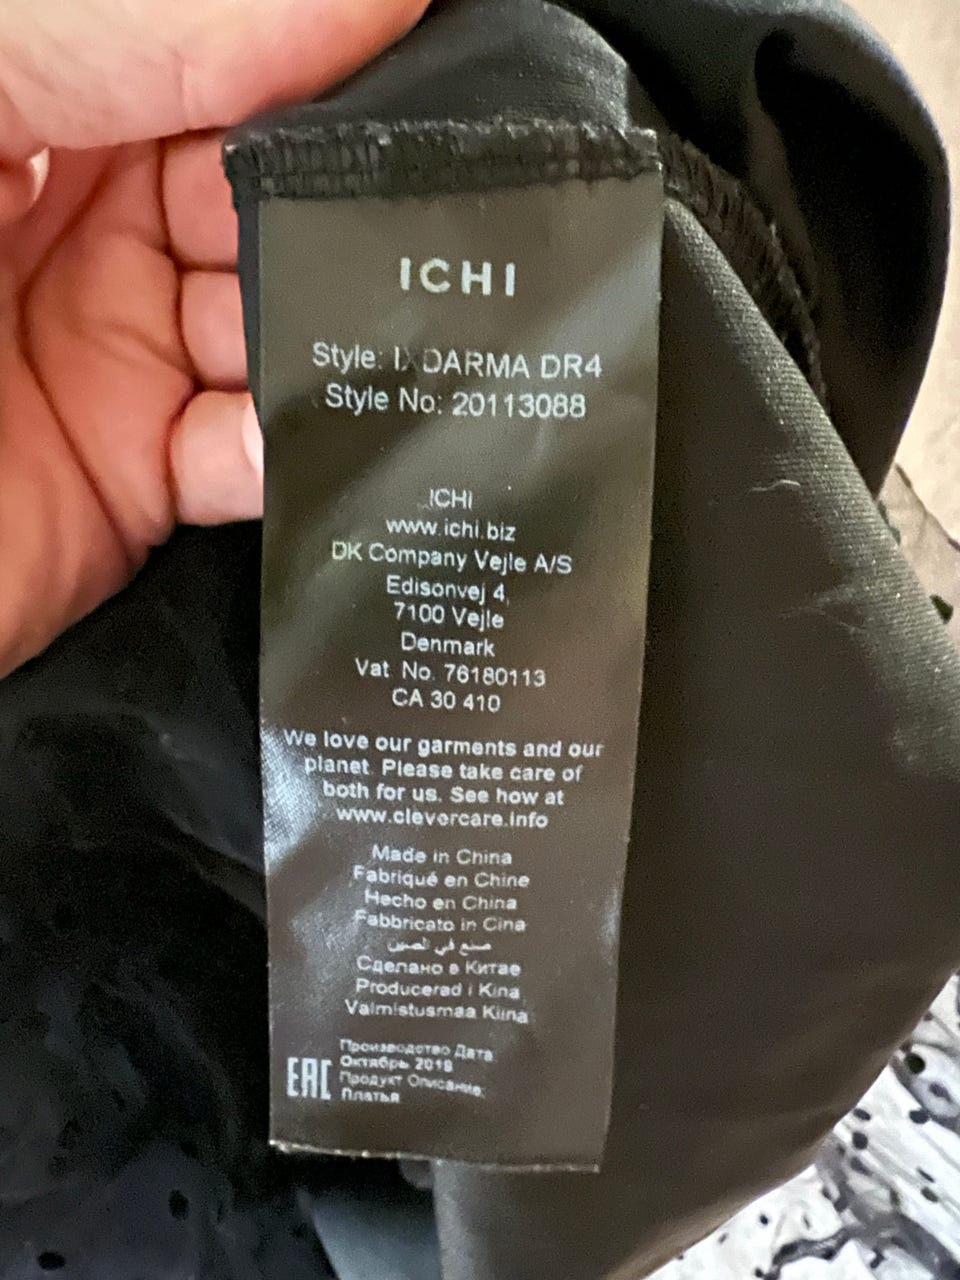 ICHI
Style: IXDARMA DR4
Style No: 20113088
ICHI
www.ichi.biz
DK Company Vejle A/S
Edisonvej 4,
7100 Vejle
Denmark
Vat. No. 76180113
CA 30 410
We love our garments and our
planet. Please take care of
both for us. See how at
www.clevercare.info
Made in China
Fabriqué en Chine
Hecho en China
Fabbricato in Cina
صنع في الصين
Сделано в Китае
Producerad i Kina
Valmistusmaa Kiina
Производство Дата:
Октябрь 2019
EAC
Продукт Описание:
Платья